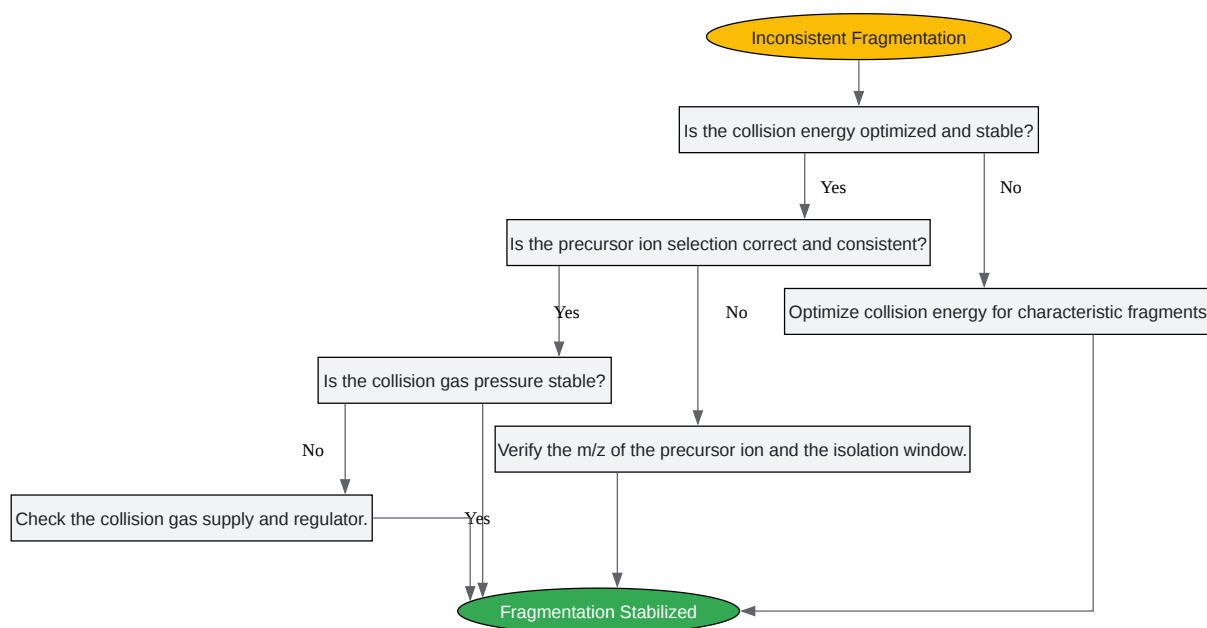 Inconsistent Fragmentation
Is the collision energy optimized and stable?
Yes
No
Is the precursor ion selection correct and consistent?
Optimize collision energy for characteristic fragments
Yes
No
Is the collision gas pressure stable?
No
Verify the m/z of the precursor ion and the isolation window.
Check the collision gas supply and regulator.
Yes
Fragmentation Stabilized